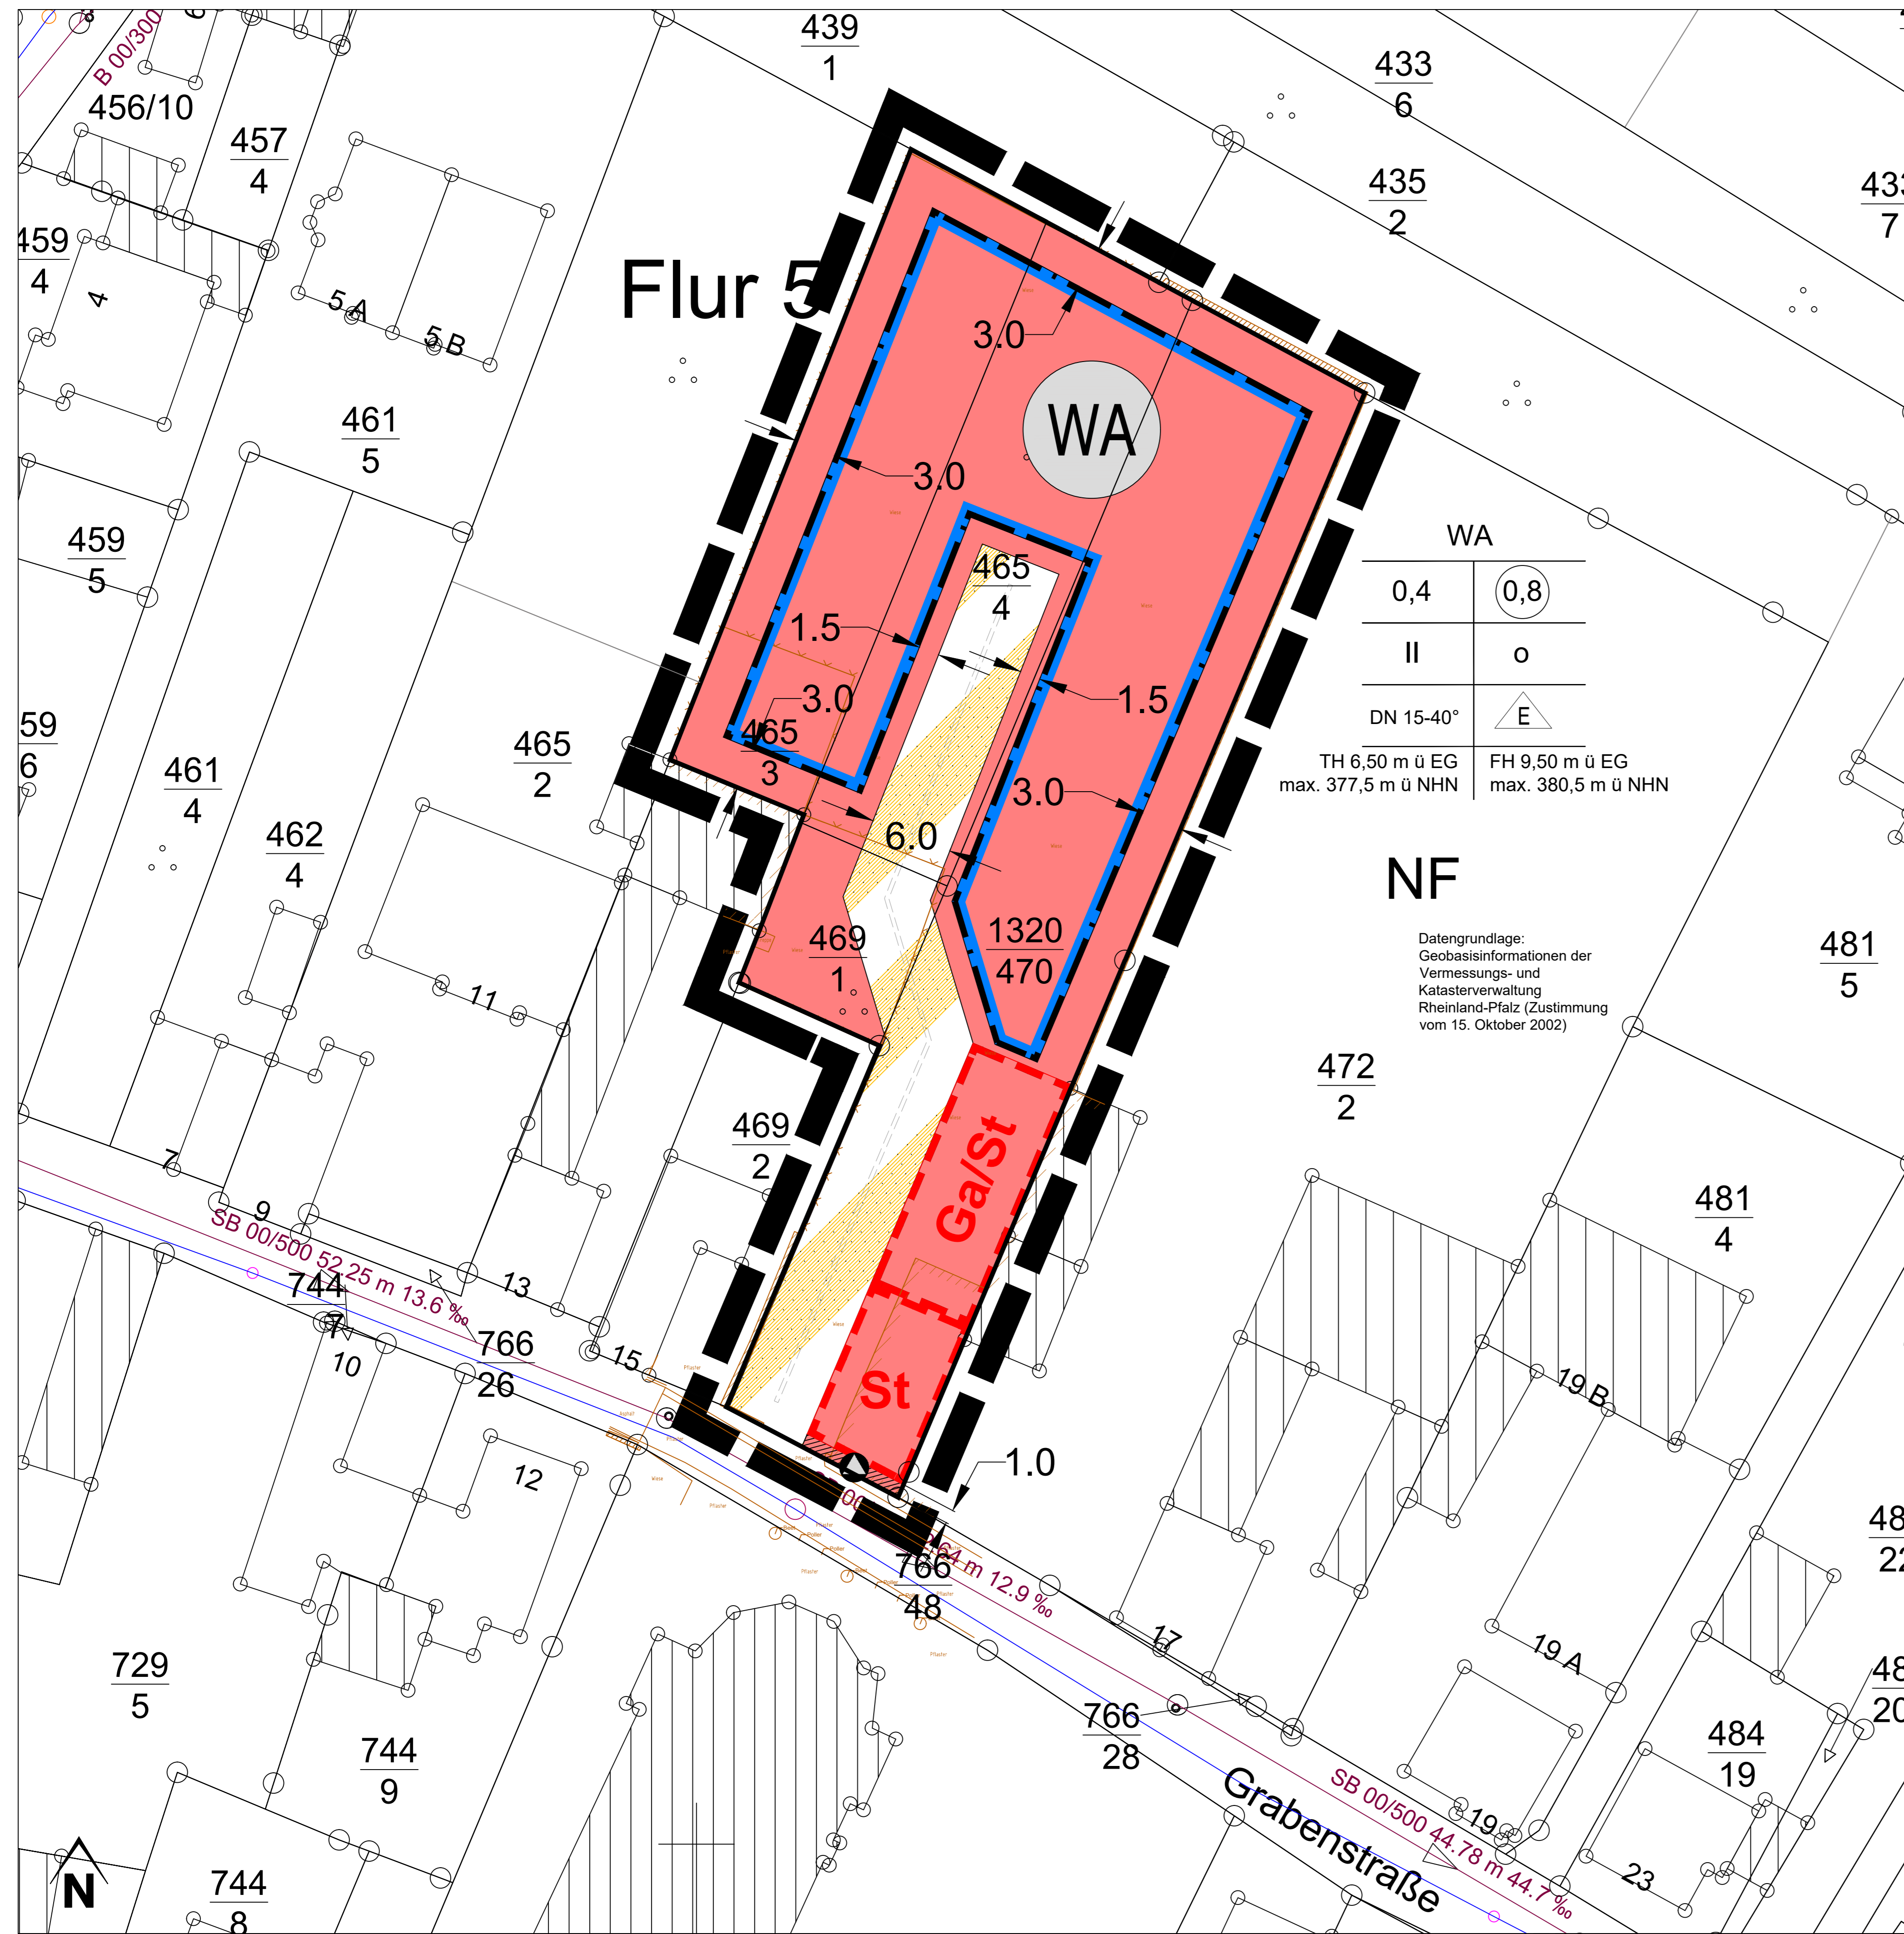 B 00/300
456/10
457
4
439
1
433
6
435
2
459
4
4
5 A
5 B
Flur 5
3.0
WA
3.0
461
5
459
5
465
4
WA
0,4
0,8
II
o
DN 15-40°
E
TH 6,50 m ü EG
max. 377,5 m ü NHN
FH 9,50 m ü EG
max. 380,5 m ü NHN
1.5
1.5
3.0
465
3
465
2
461
4
462
4
3.0
6.0
NF
469
1
1320
470
Datengrundlage:
Geobasisinformationen der
Vermessungs- und
Katasterverwaltung
Rheinland-Pfalz (Zustimmung
vom 15. Oktober 2002)
481
5
472
2
11
469
2
7
9
13
15
Ga/St
481
4
SB 00/500 52.25 m 13.6 ‰
744
7
10
766
26
12
St
19 B
1.0
m 12.9 ‰
766
48
17
19 A
729
5
744
9
766
28
484
19
Grabenstraße
SB 00/500 44.78 m 44.7 ‰
19
23
744
8
N